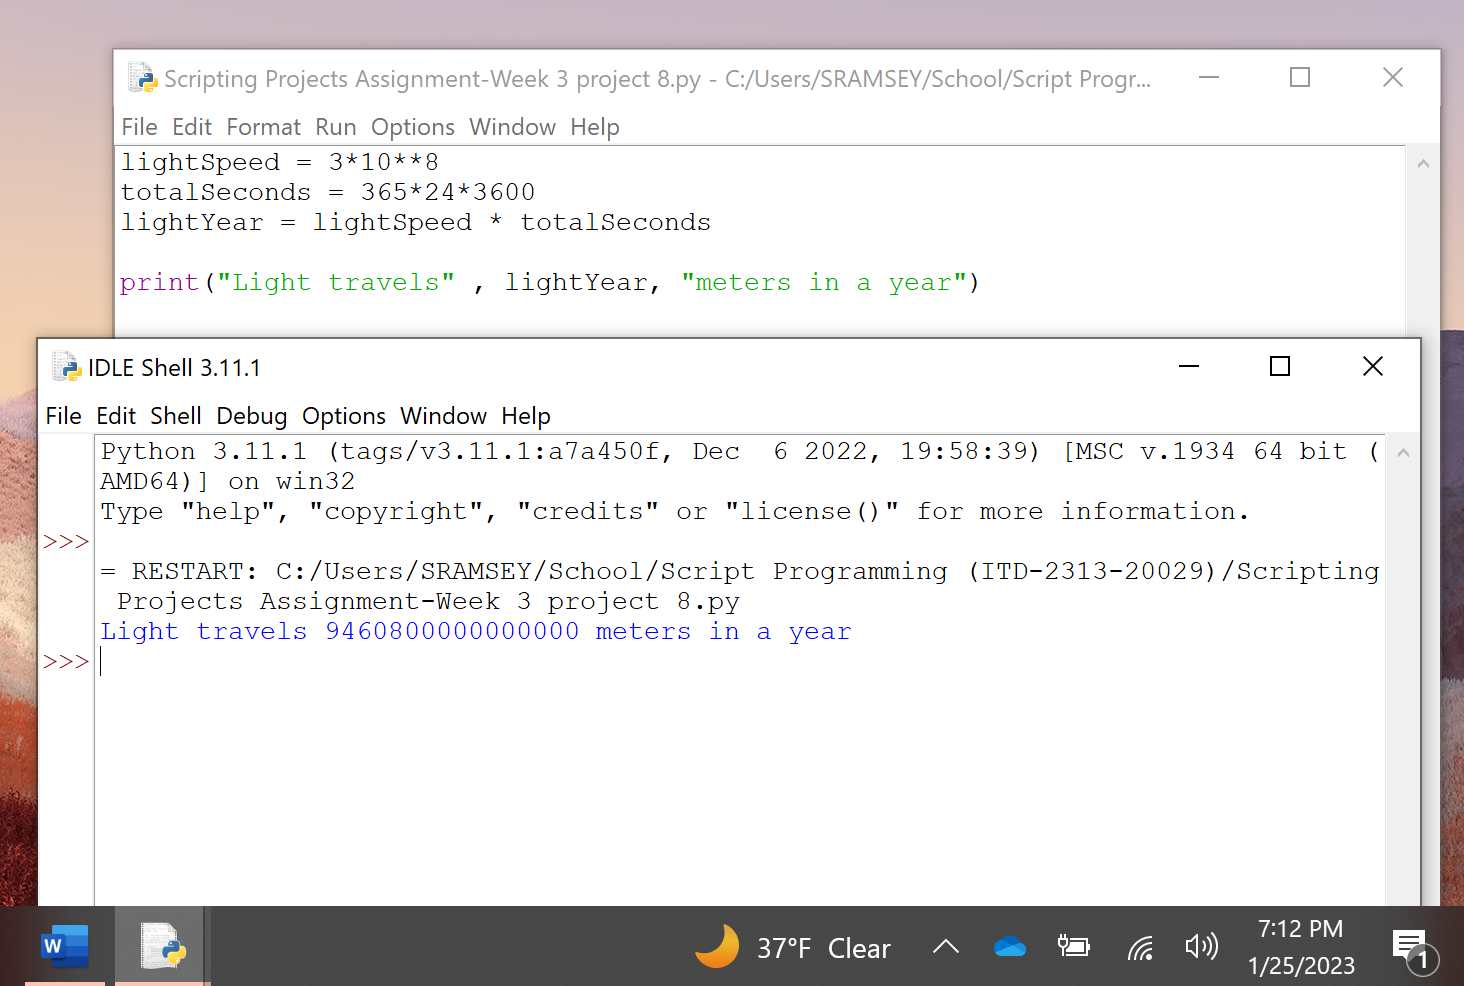 Scripting Projects Assignment-Week 3 project 8.py - C:/Users/SRAMSEY/School/Script Progr...
File Edit Format Run Options Window Help
lightSpeed = 3*10**8
totalSeconds = 365*24*3600
lightYear = lightSpeed * totalSeconds
print("Light travels" , lightYear, "meters in a year")
IDLE Shell 3.11.1
File Edit Shell Debug Options Window Help
Python 3.11.1 (tags/v3.11.1:a7a450f, Dec  6 2022, 19:58:39) [MSC v.1934 64 bit (
AMD64)] on win32
Type "help", "copyright", "credits" or "license()" for more information.
>>>
= RESTART: C:/Users/SRAMSEY/School/Script Programming (ITD-2313-20029)/Scripting
 Projects Assignment-Week 3 project 8.py
Light travels 9460800000000000 meters in a year
>>>
W
37°F Clear
7:12 PM
1/25/2023
1